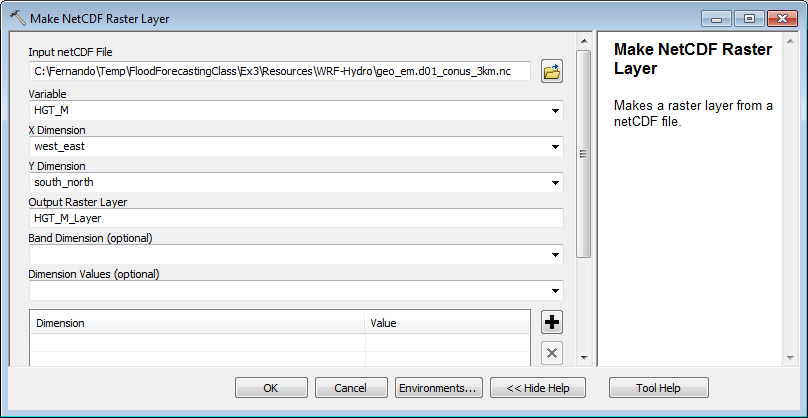 Make NetCDF Raster Layer
Input netCDF File
C:\Fernando\Temp\FloodForecastingClass\Ex3\Resources\WRF-Hydro\geo_em.d01_conus_3km.nc
Variable
HGT_M
X Dimension
west_east
Y Dimension
south_north
Output Raster Layer
HGT_M_Layer
Band Dimension (optional)
Dimension Values (optional)
Dimension Value
OK Cancel Environments... << Hide Help Tool Help
Make NetCDF Raster
Layer
Makes a raster layer from a
netCDF file.